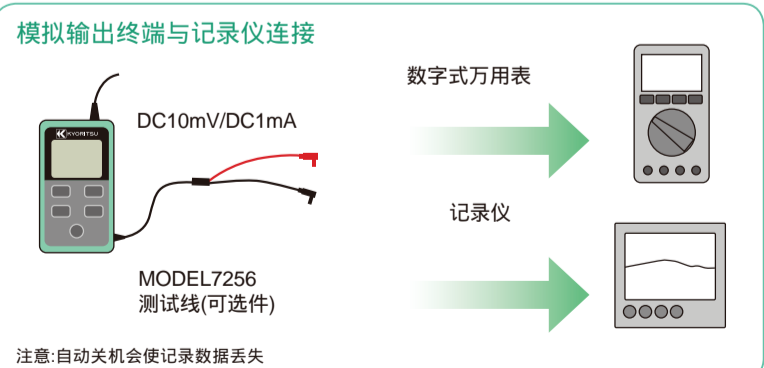 模拟输出终端与记录仪连接
数字式万用表
KYORITSU
DC10mV/DC1mA
记录仪
MODEL7256
测试线(可选件)
注意:自动关机会使记录数据丢失